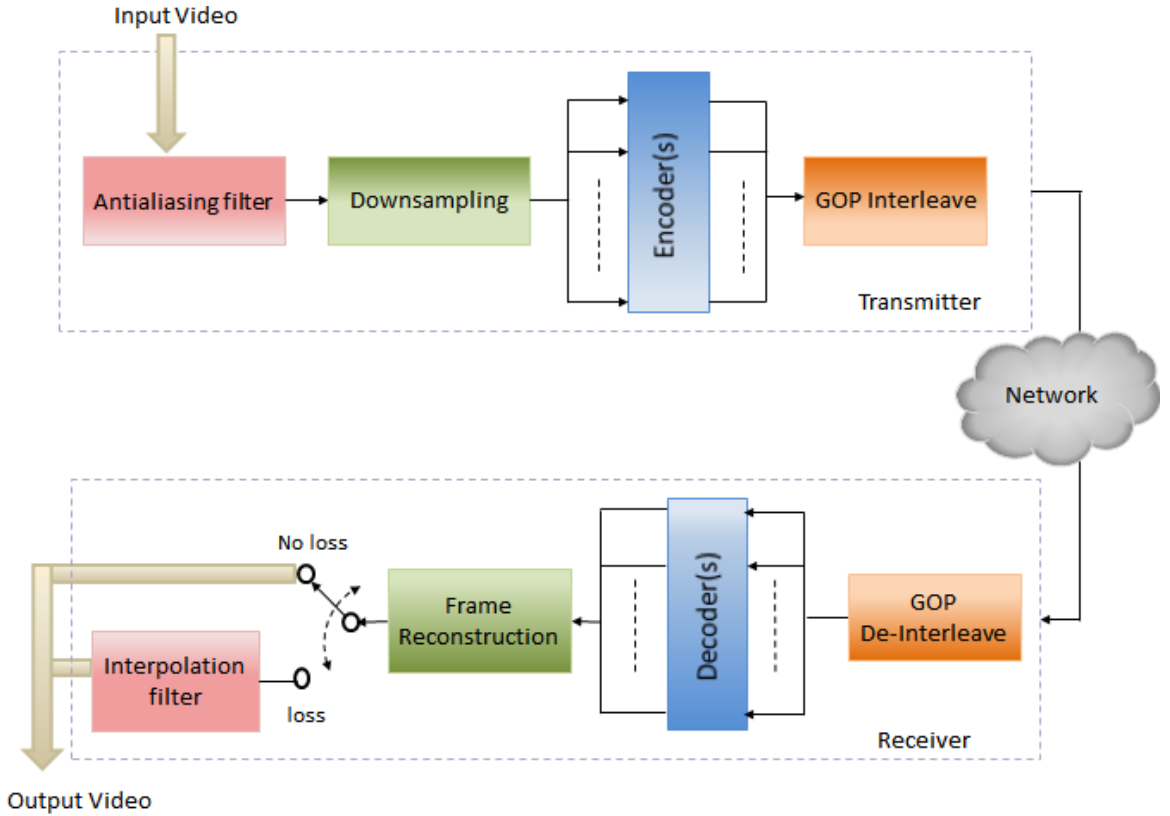 Input Video
Antialiasing filter
Downsampling
Encoder(s)
GOP Interleave
Transmitter
Network
No loss
Frame
Reconstruction
Decoder(s)
GOP
De-Interleave
Interpolation
filter
loss
Receiver
Output Video